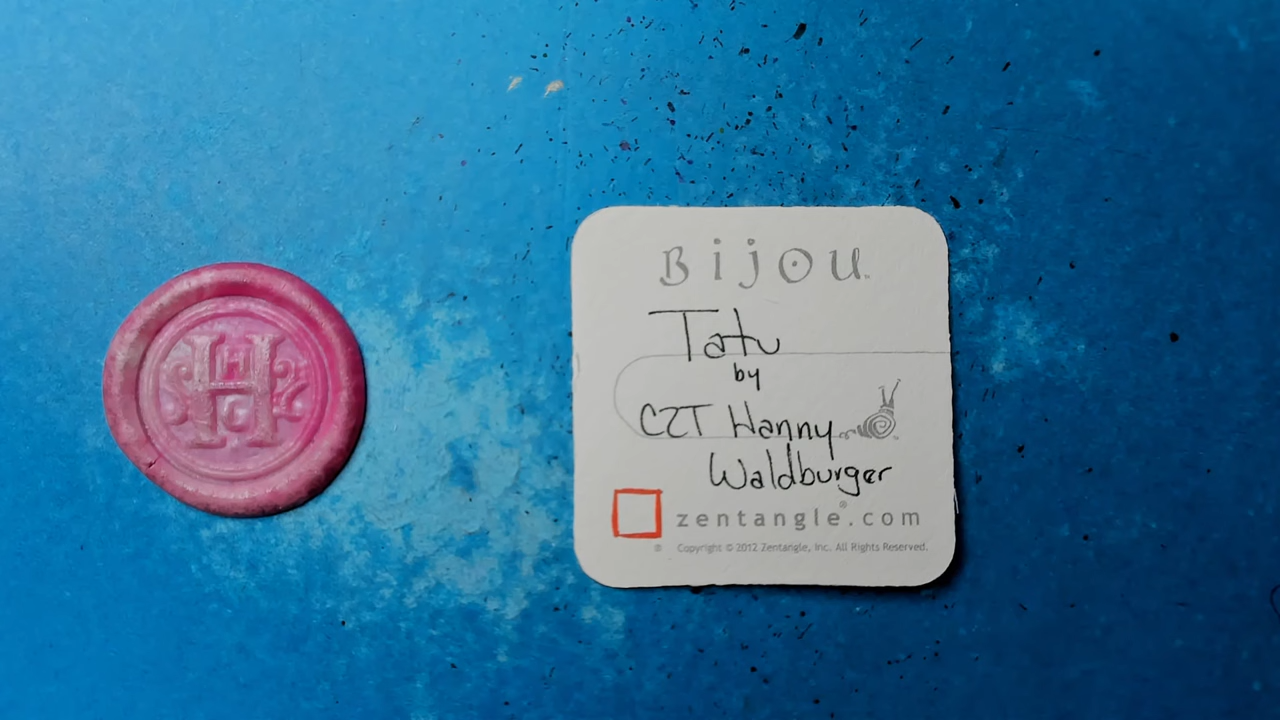 H
Bijou
Tatu
by
CZT Hanny
Waldburger
zentangle®.com
® Copyright © 2012 Zentangle, Inc. All Rights Reserved.